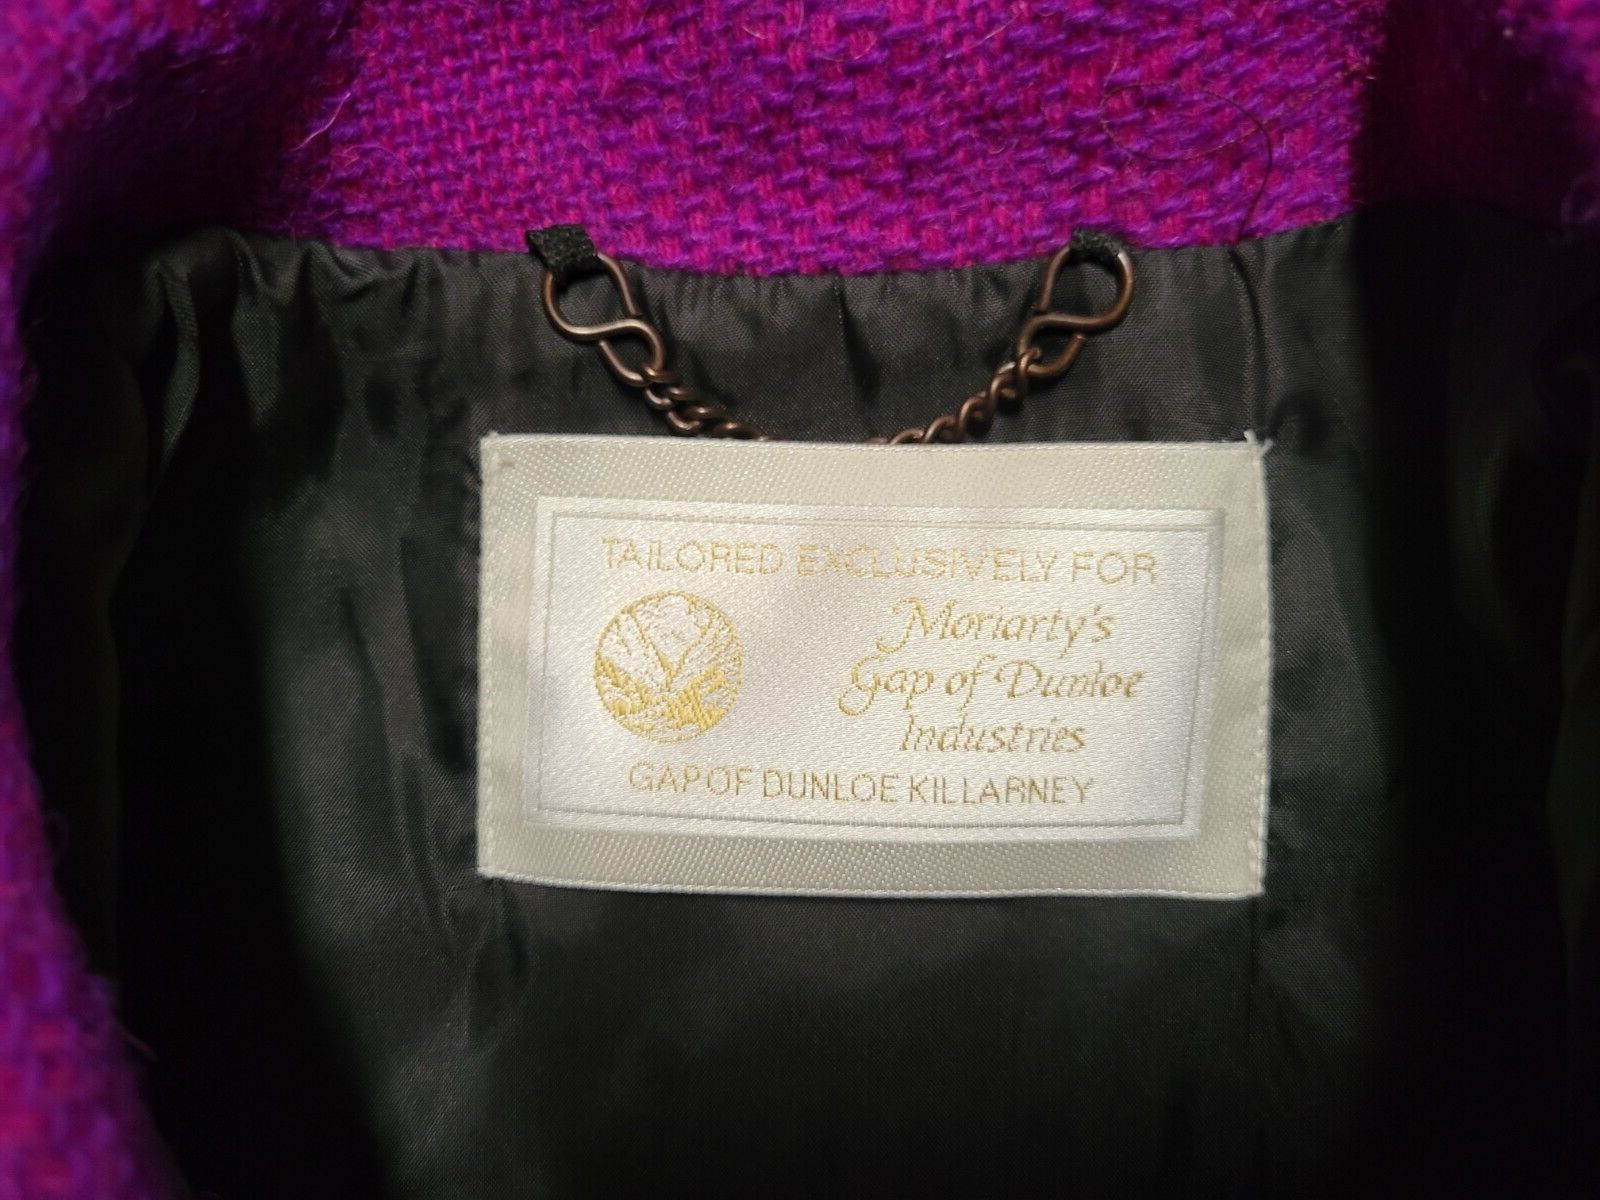 TAILORED EXCLUSIVELY FOR
Moriarty's
Gap of Dunloe
Industries
GAP OF DUNLOE KILLARNEY